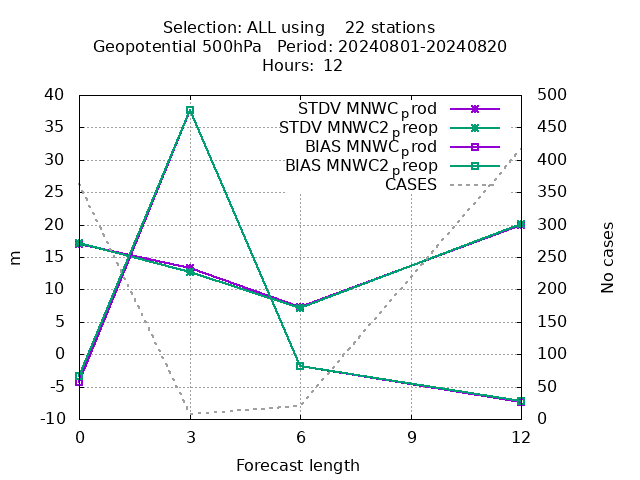 Selection: ALL using    22 stations
Geopotential 500hPa   Period: 20240801-20240820
Hours: 12
STDV MNWC_prod
STDV MNWC2_preop
BIAS MNWC_prod
BIAS MNWC2_preop
CASES
40
35
30
25
20
15
10
5
0
-5
-10
m
500
450
400
350
300
250
200
150
100
50
0
No cases
0 3 6 9 12
Forecast length